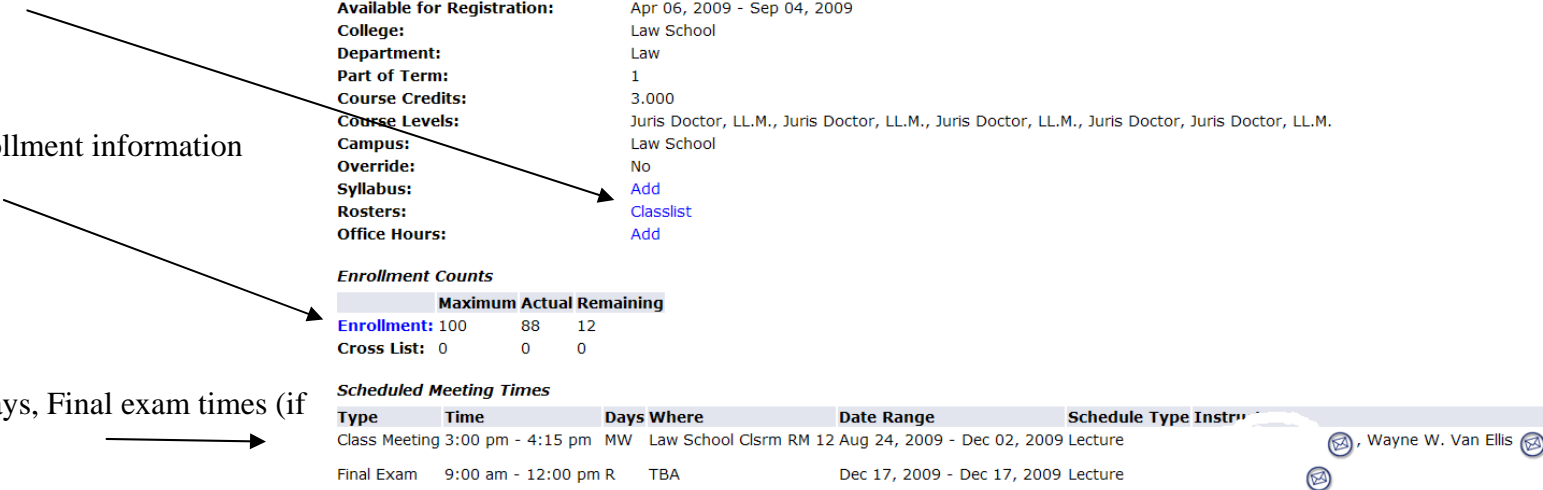 Available for Registration: Apr 06, 2009 - Sep 04, 2009
College: Law School
Department: Law
Part of Term: 1
Course Credits: 3.000
Course Levels: Juris Doctor, LL.M., Juris Doctor, LL.M., Juris Doctor, LL.M., Juris Doctor, Juris Doctor, LL.M.
ollment information
Campus: Law School
Override: No
Syllabus: Add
Rosters: Classlist
Office Hours: Add
Enrollment Counts
Maximum Actual Remaining
Enrollment: 100 88 12
Cross List: 0 0 0
Scheduled Meeting Times
ays, Final exam times (if
Type Time Days Where Date Range Schedule Type
Class Meeting 3:00 pm - 4:15 pm MW Law School Clsrm RM 12 Aug 24, 2009 - Dec 02, 2009 Lecture , Wayne W. Van Ellis
Final Exam 9:00 am - 12:00 pm R TBA Dec 17, 2009 - Dec 17, 2009 Lecture